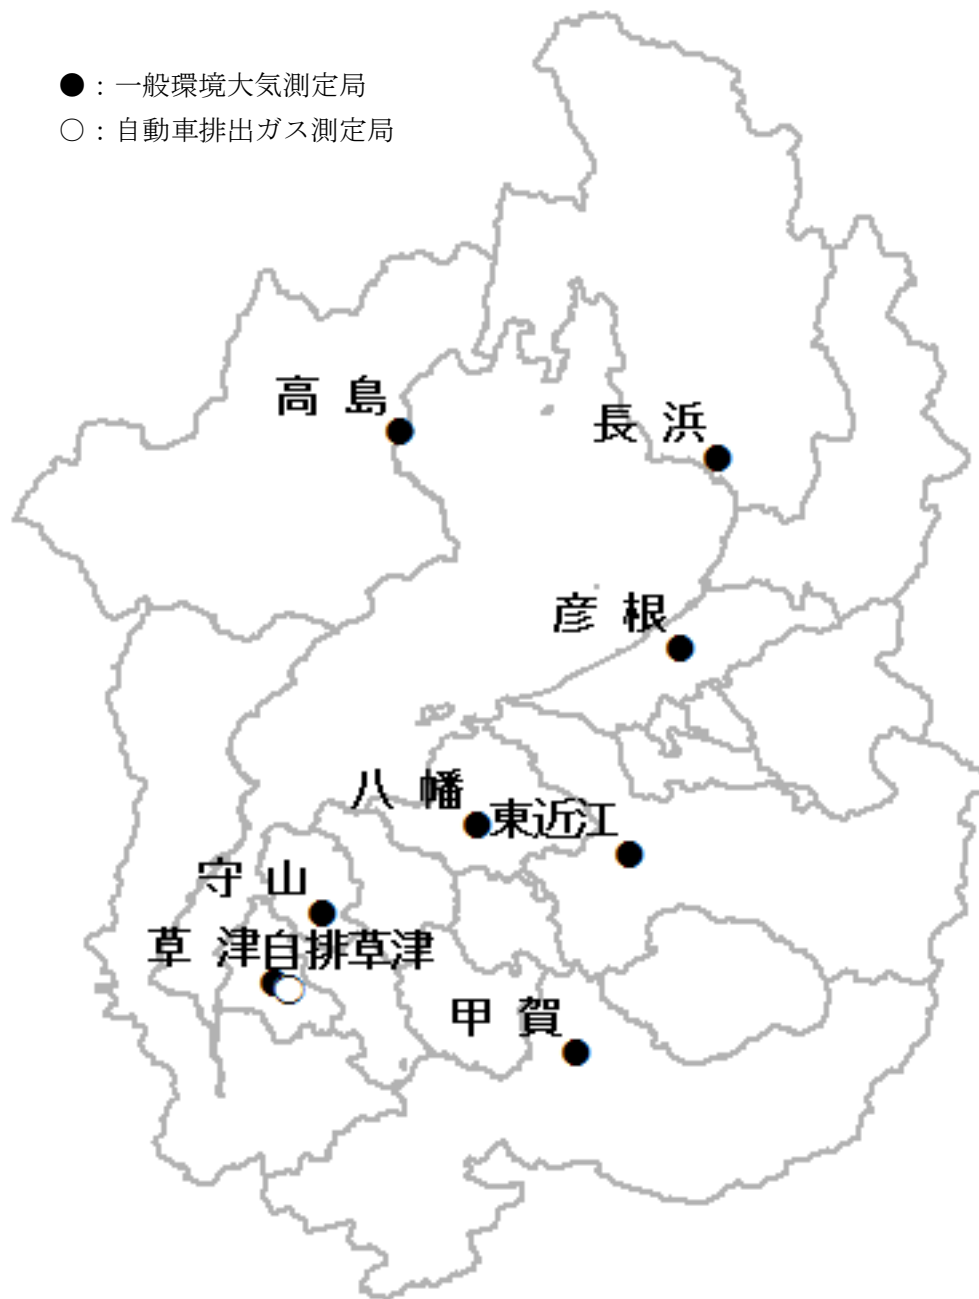 ●：一般環境大気測定局
○：自動車排出ガス測定局
高 島
長 浜
彦 根
八 幡
東近江
守 山
草 津
自排草津
甲 賀